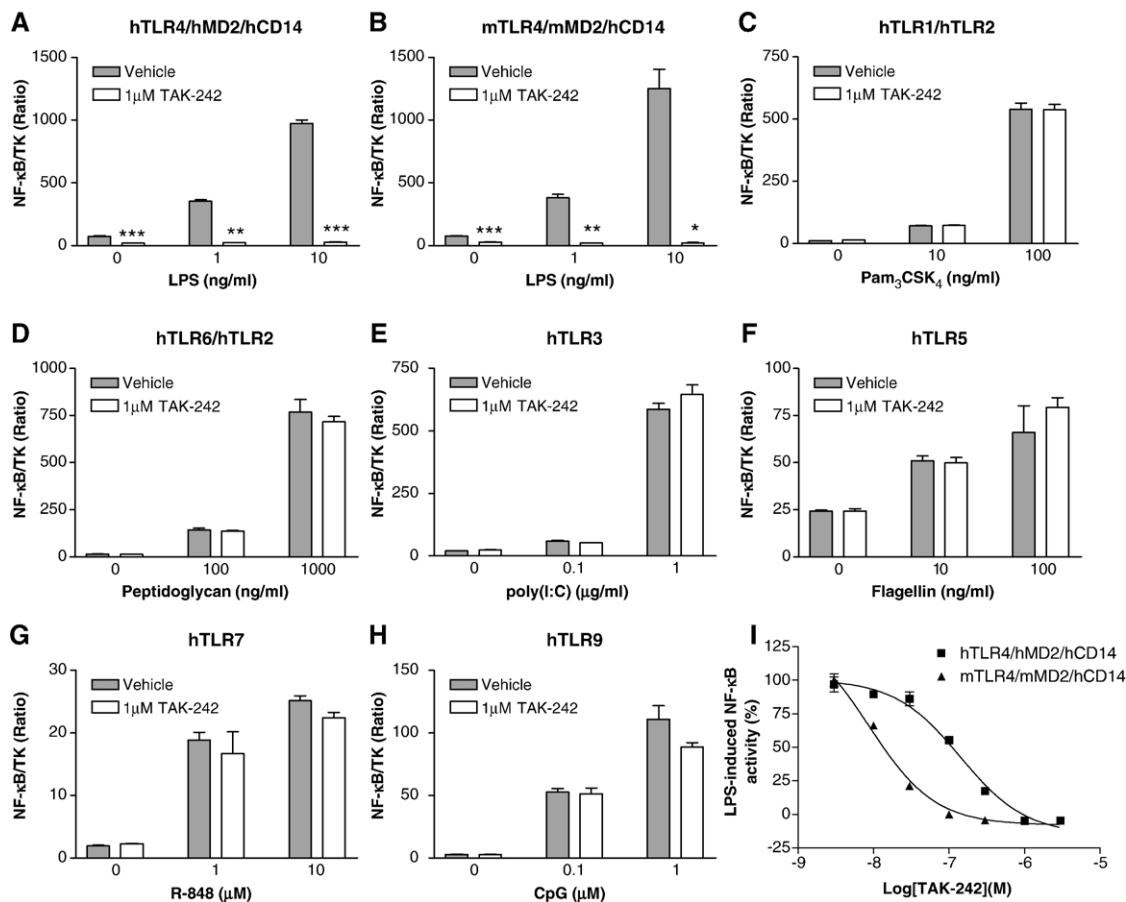 A
hTLR4/hMD2/hCD14
NF-κB/TK (Ratio)
1500
1000
500
0
Vehicle
1μM TAK-242
***
**
***
0 1 10
LPS (ng/ml)
B
mTLR4/mMD2/hCD14
NF-κB/TK (Ratio)
1500
1000
500
0
Vehicle
1μM TAK-242
***
**
*
0 1 10
LPS (ng/ml)
C
hTLR1/hTLR2
NF-κB/TK (Ratio)
750
500
250
0
Vehicle
1μM TAK-242
0 10 100
Pam₃CSK₄ (ng/ml)
D
hTLR6/hTLR2
NF-κB/TK (Ratio)
1000
750
500
250
0
Vehicle
1μM TAK-242
0 100 1000
Peptidoglycan (ng/ml)
E
hTLR3
NF-κB/TK (Ratio)
750
500
250
0
Vehicle
1μM TAK-242
0 0.1 1
poly(I:C) (μg/ml)
F
hTLR5
NF-κB/TK (Ratio)
100
75
50
25
0
Vehicle
1μM TAK-242
0 10 100
Flagellin (ng/ml)
G
hTLR7
NF-κB/TK (Ratio)
30
20
10
0
Vehicle
1μM TAK-242
0 1 10
R-848 (μM)
H
hTLR9
NF-κB/TK (Ratio)
150
100
50
0
Vehicle
1μM TAK-242
0 0.1 1
CpG (μM)
I
LPS-induced NF-κB
activity (%)
125
100
75
50
25
0
-25
hTLR4/hMD2/hCD14
mTLR4/mMD2/hCD14
-9 -8 -7 -6 -5
Log[TAK-242](M)